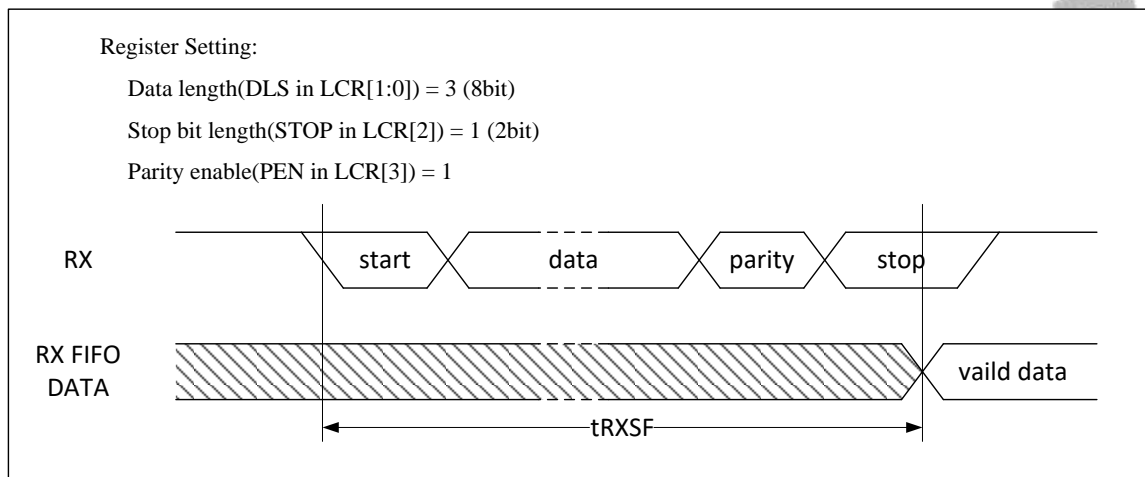 Register Setting:
Data length(DLS in LCR[1:0]) = 3 (8bit)
Stop bit length(STOP in LCR[2]) = 1 (2bit)
Parity enable(PEN in LCR[3]) = 1
RX
start
data
parity
stop
RX FIFO
DATA
vaild data
tRXSF